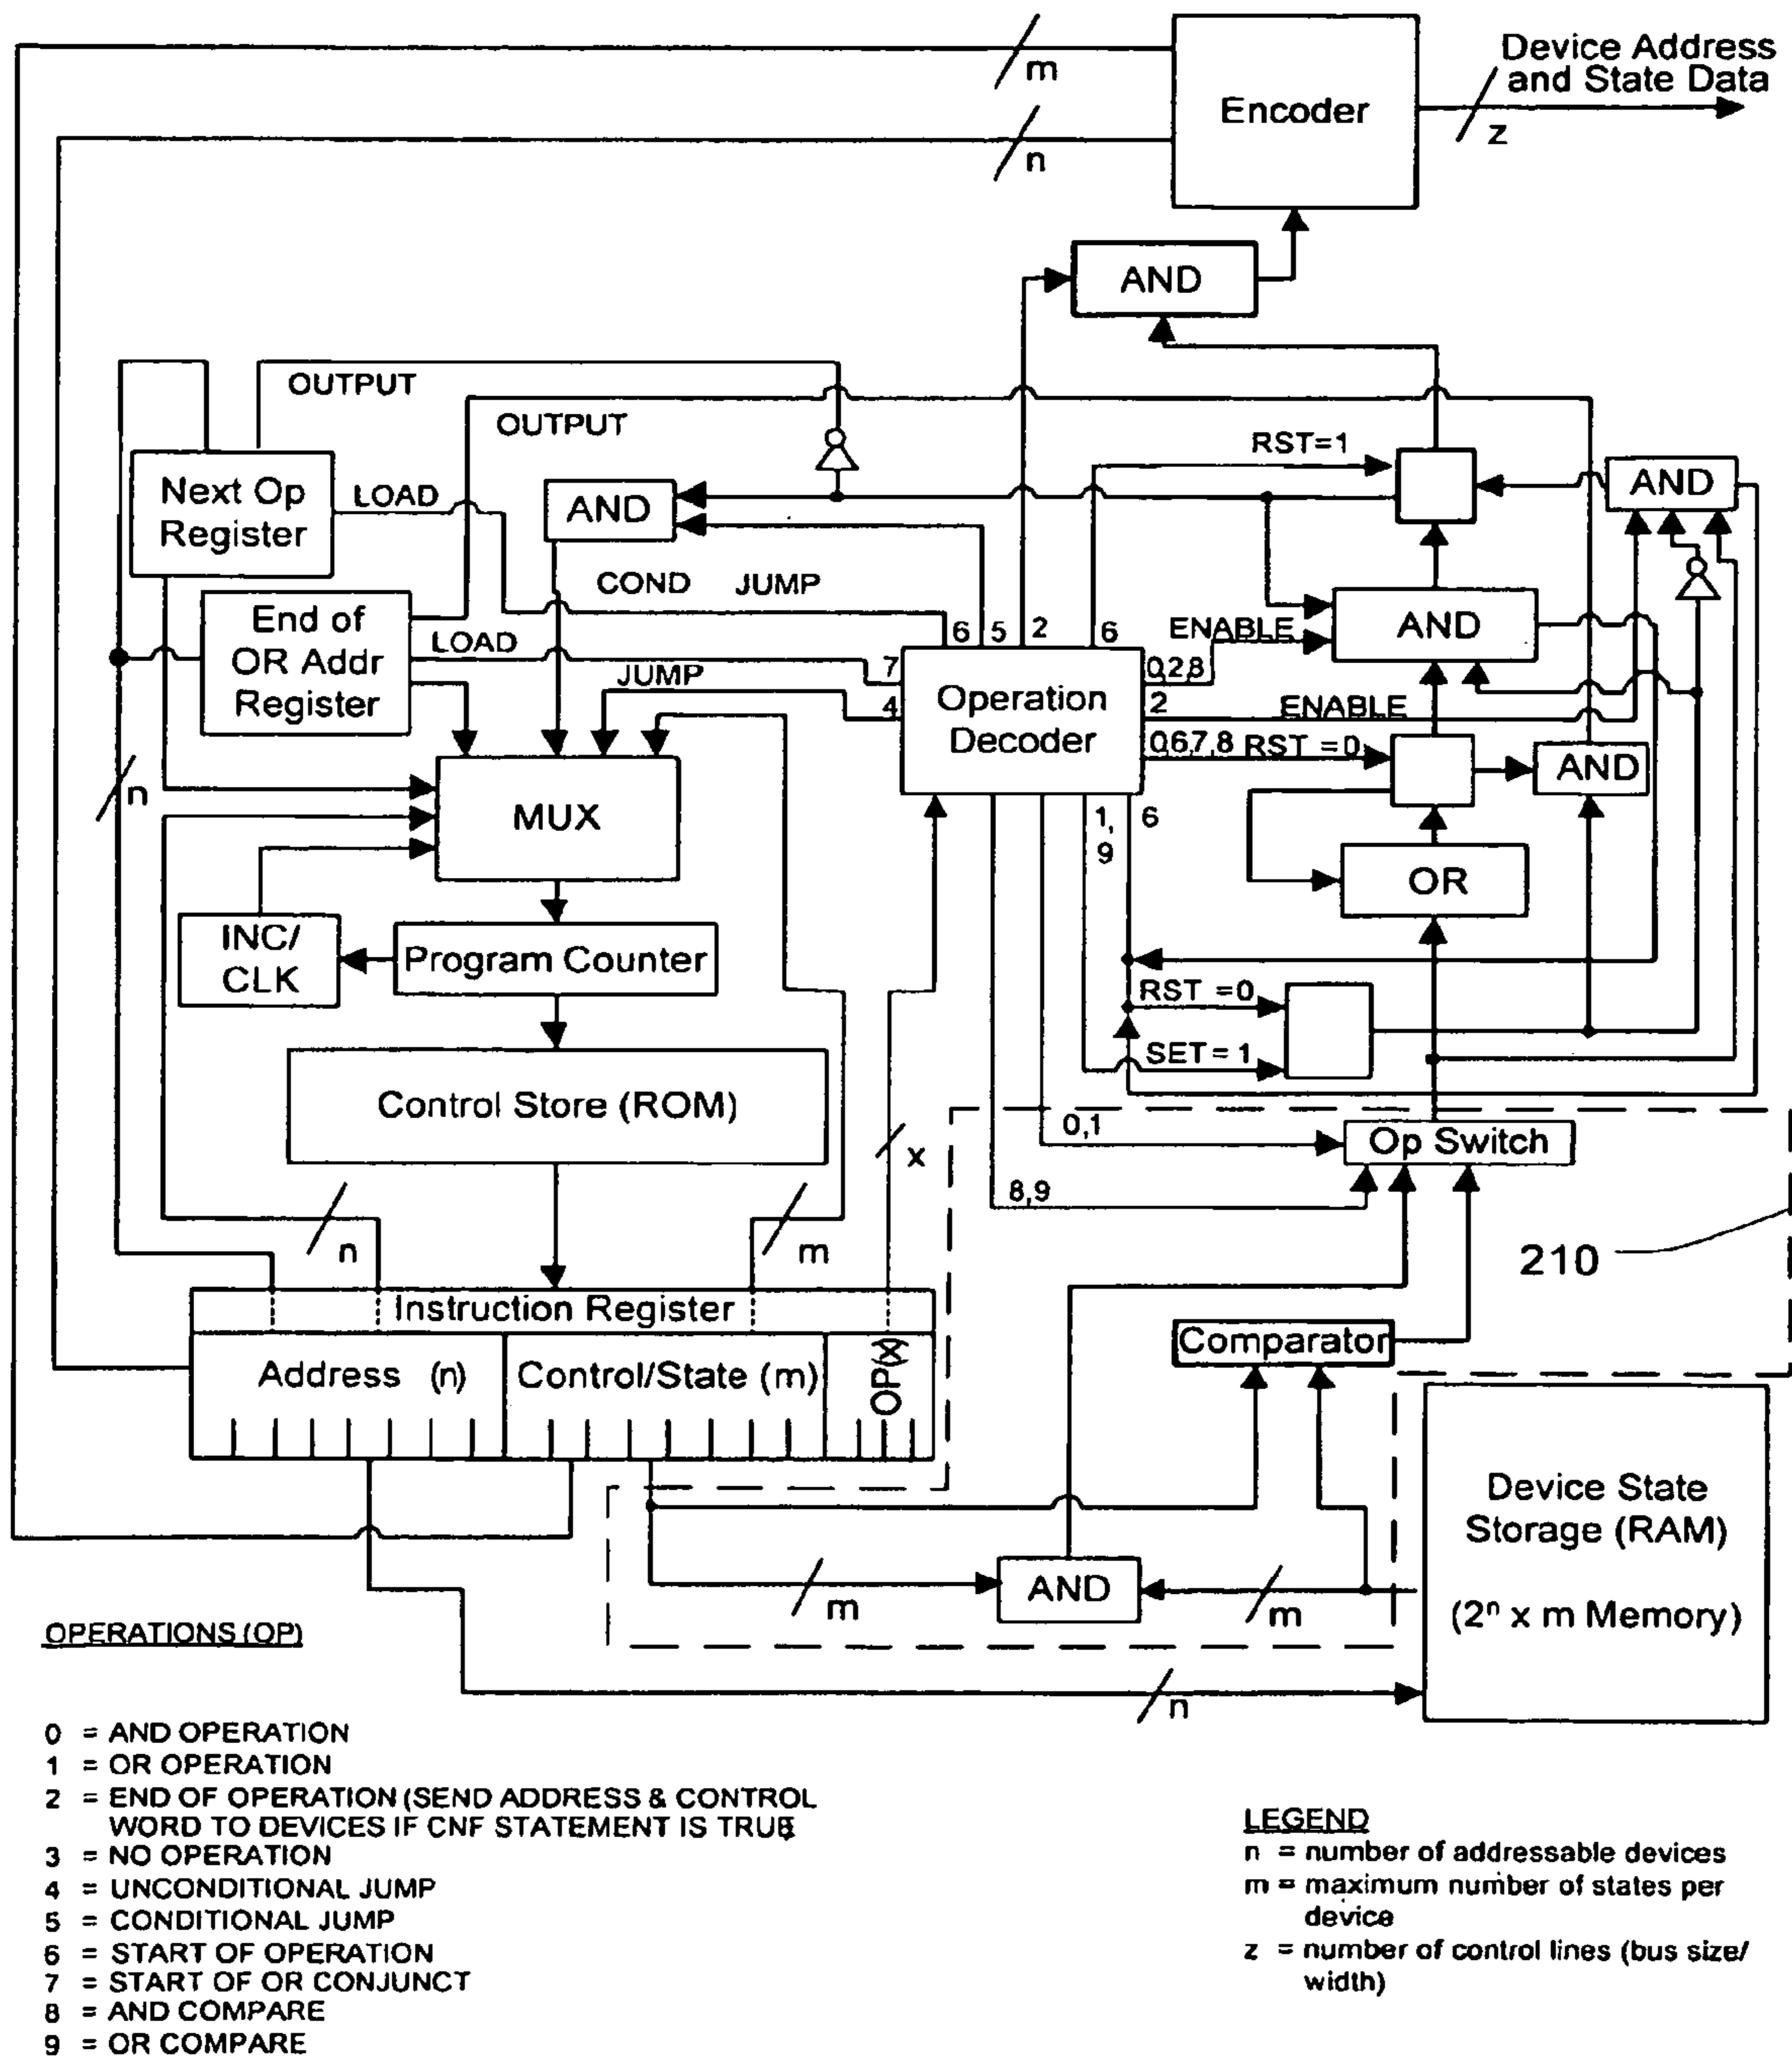 m
Device Address
and State Data
Encoder
z
n
AND
OUTPUT
OUTPUT
RST=1
Next Op
Register
LOAD
AND
AND
COND JUMP
End of
OR Addr
Register
LOAD
6 5 2 6
ENABLE
AND
7
0,2,8
JUMP
4
Operation
Decoder
2
ENABLE
0,6,7,8 RST =0
AND
n
MUX
1,
9
6
OR
INC/
CLK
Program Counter
RST =0
SET= 1
Control Store (ROM)
x
0,1
Op Switch
8,9
n
m
210
Instruction Register
Comparator
Address (n)
Control/State (m)
OP(x)
Device State
Storage (RAM)
(2ⁿ x m Memory)
m
AND
m
n
OPERATIONS (OP)
0 = AND OPERATION
1 = OR OPERATION
2 = END OF OPERATION (SEND ADDRESS & CONTROL
WORD TO DEVICES IF CNF STATEMENT IS TRUE
3 = NO OPERATION
4 = UNCONDITIONAL JUMP
5 = CONDITIONAL JUMP
6 = START OF OPERATION
7 = START OF OR CONJUNCT
8 = AND COMPARE
9 = OR COMPARE
LEGEND
n = number of addressable devices
m = maximum number of states per
device
z = number of control lines (bus size/
width)